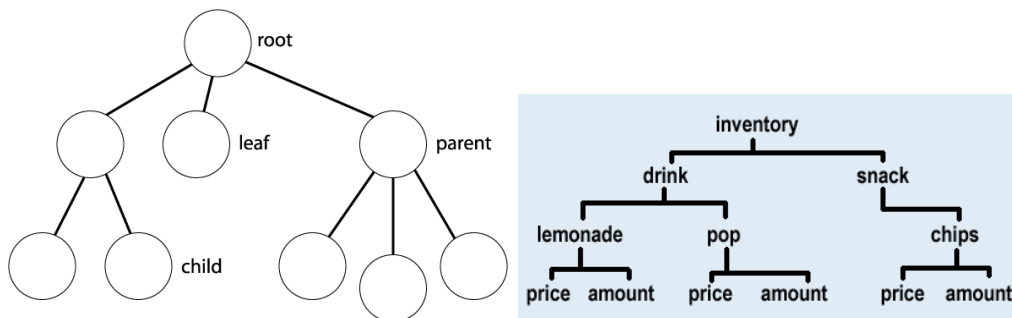 root
leaf
parent
child
inventory
drink snack
lemonade pop chips
price amount price amount price amount